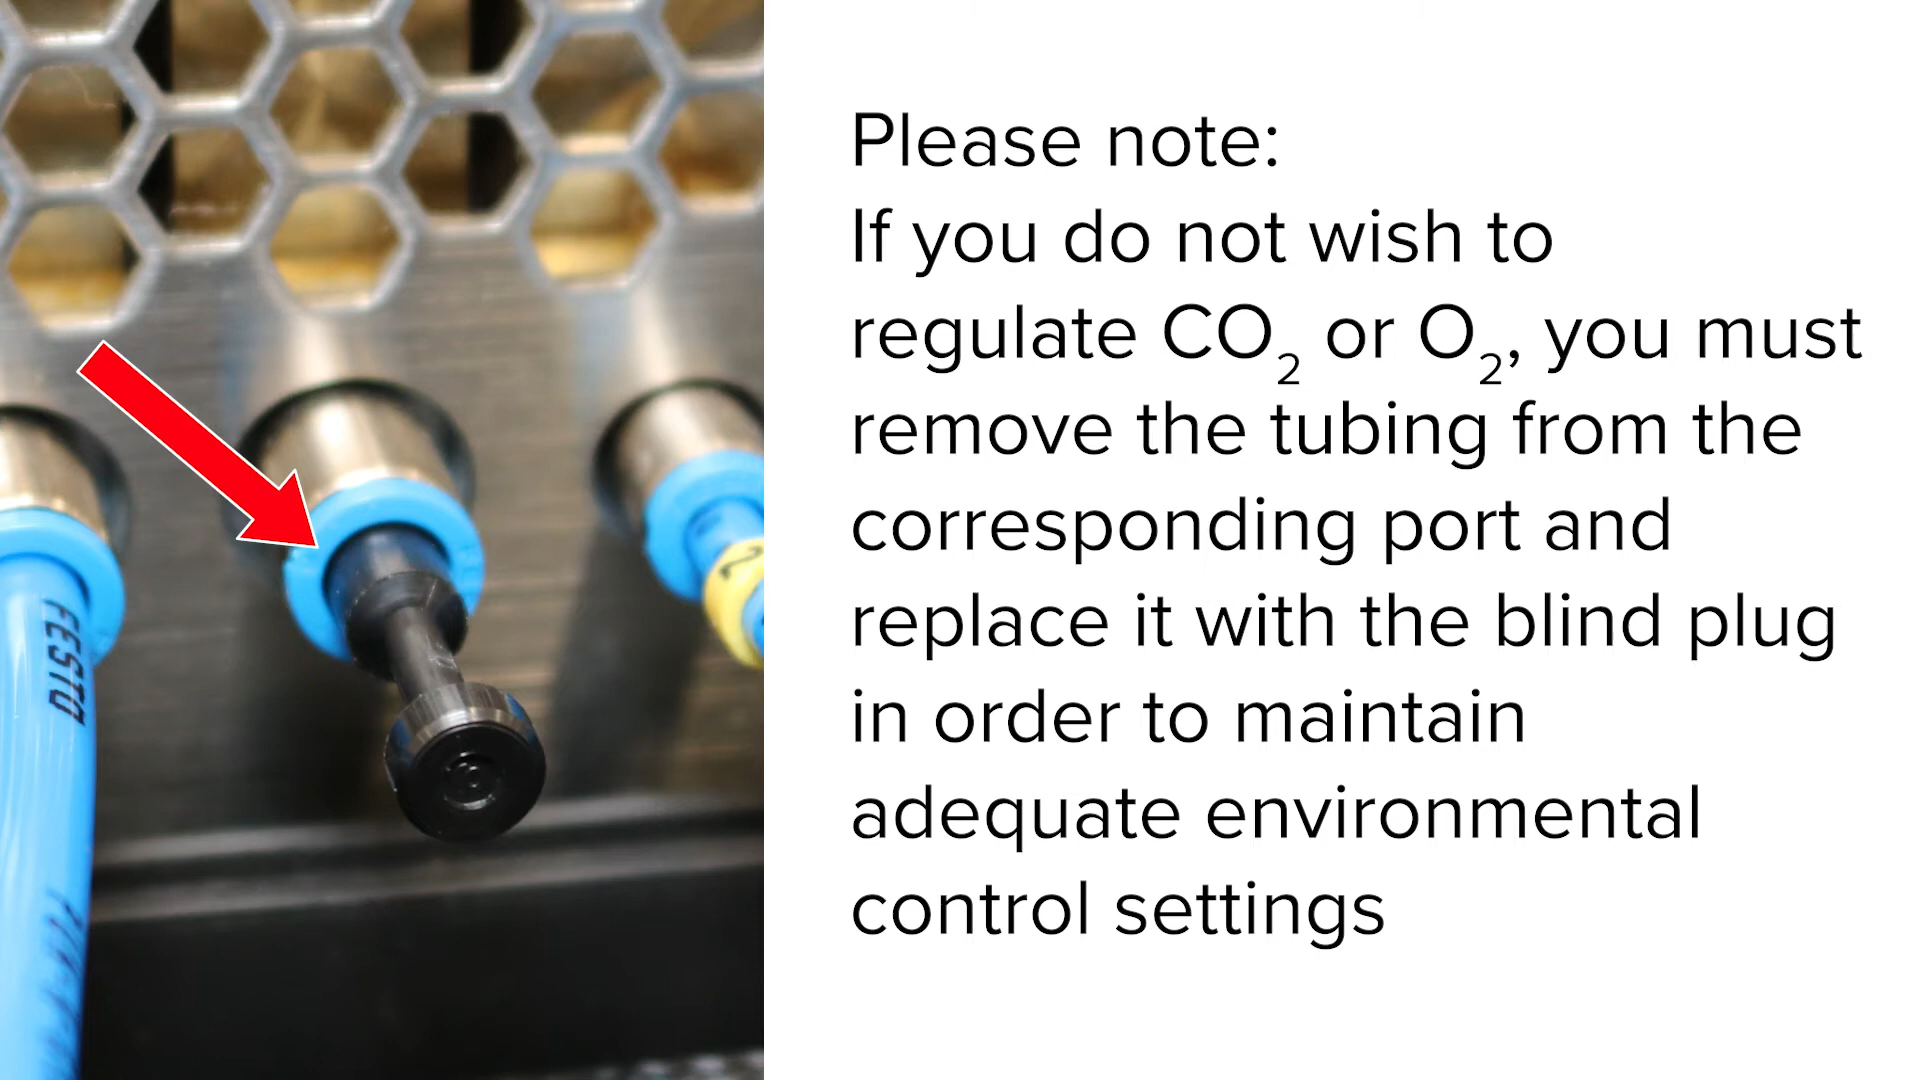 Please note:
If you do not wish to
regulate CO₂ or O₂, you must
remove the tubing from the
corresponding port and
replace it with the blind plug
in order to maintain
adequate environmental
control settings
FESTO
2